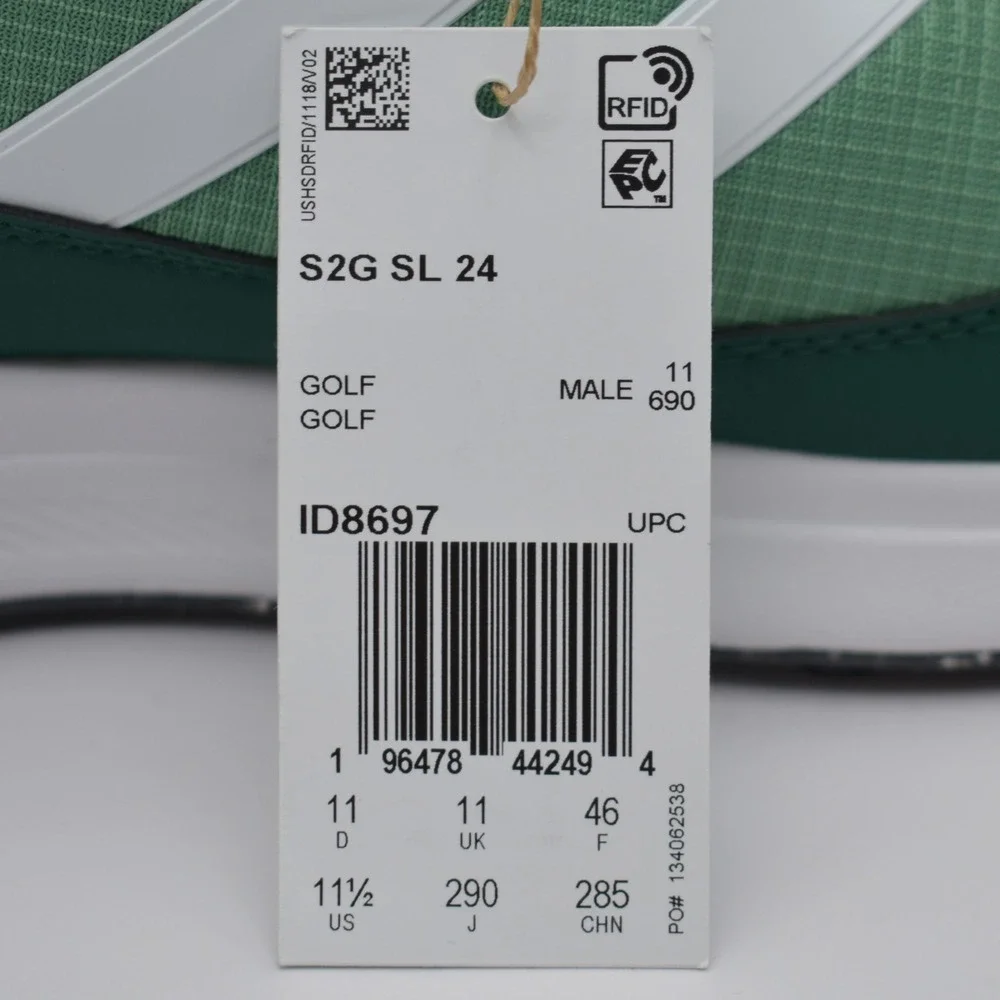 USHSDRFID/1118/V02
RFID
EPC
TM
S2G SL 24
GOLF
GOLF
MALE
11
690
ID8697
UPC
1 96478 44249 4
11 11 46
D UK F
11½ 290 285
US J CHN
PO# 134062538